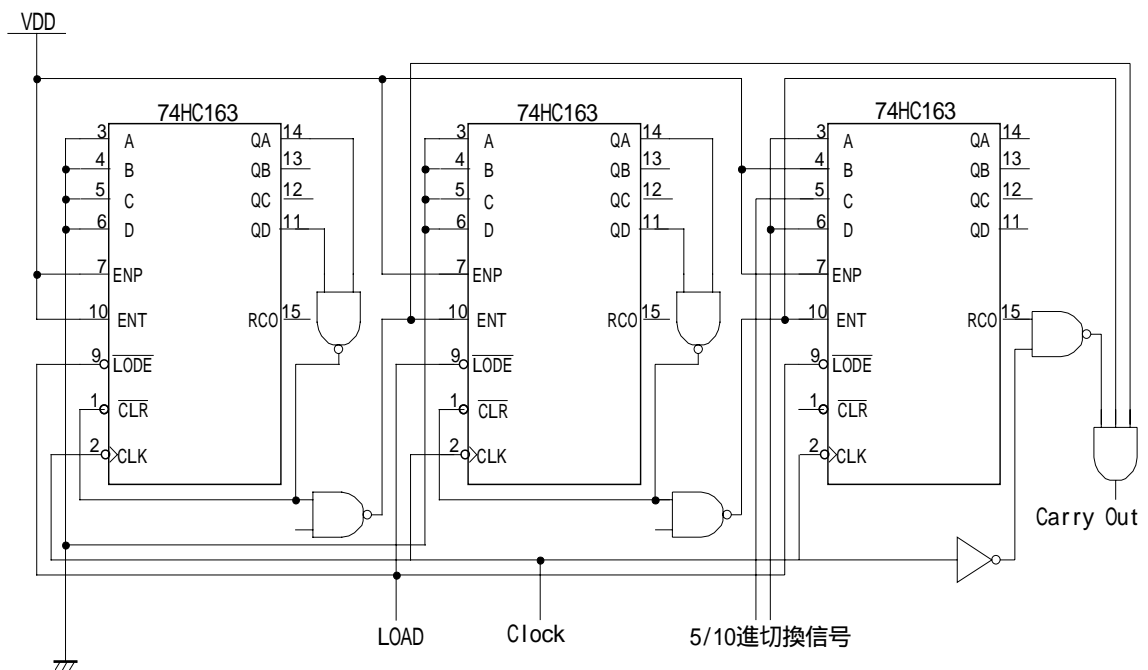 VDD
74HC163
3 A QA 14
4 B QB 13
5 C QC 12
6 D QD 11
7 ENP
10 ENT RCO 15
9 LODE
1 CLR
2 CLK
74HC163
3 A QA 14
4 B QB 13
5 C QC 12
6 D QD 11
7 ENP
10 ENT RCO 15
9 LODE
1 CLR
2 CLK
74HC163
3 A QA 14
4 B QB 13
5 C QC 12
6 D QD 11
7 ENP
10 ENT RCO 15
9 LODE
1 CLR
2 CLK
Carry Out
LOAD
Clock
5/10進切換信号